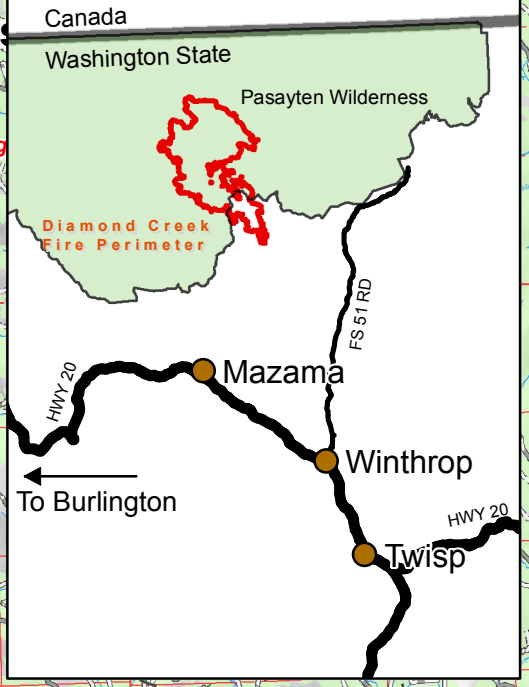 Canada
Washington State
Pasayten Wilderness
Diamond Creek
Fire Perimeter
FS 51 RD
HWY 20
Mazama
Winthrop
To Burlington
HWY 20
Twisp